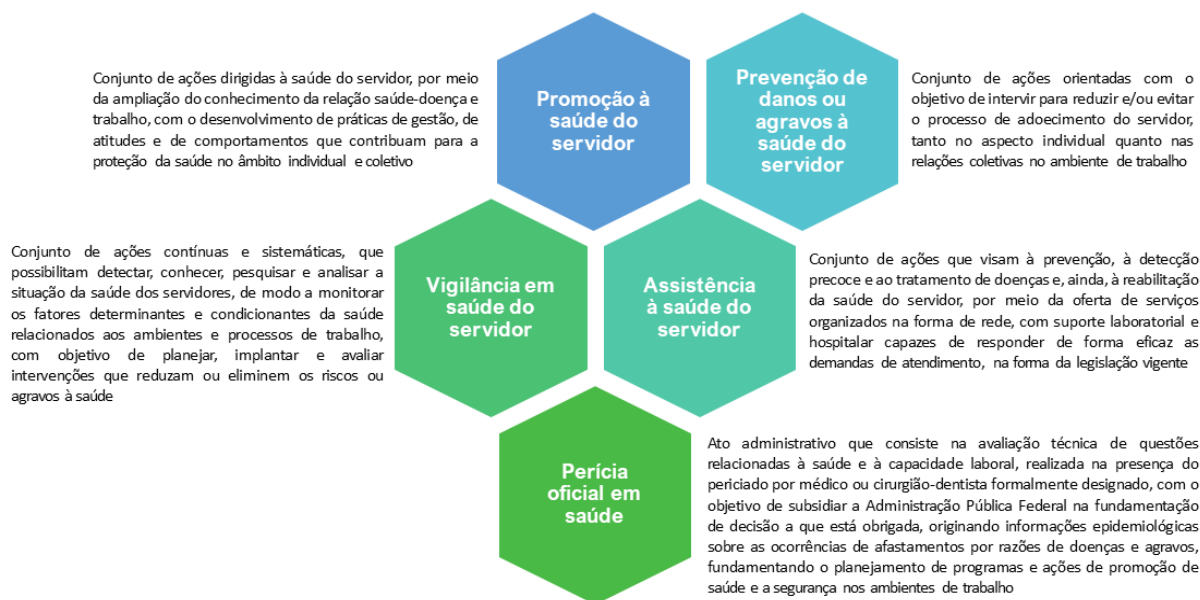 Promoção à
saúde do
servidor
Conjunto de ações dirigidas à saúde do servidor, por meio
da ampliação do conhecimento da relação saúde-doença e
trabalho, com o desenvolvimento de práticas de gestão, de
atitudes e de comportamentos que contribuam para a
proteção da saúde no âmbito individual e coletivo
Prevenção de
danos ou
agravos à
saúde do
servidor
Conjunto de ações orientadas com o
objetivo de intervir para reduzir e/ou evitar
o processo de adoecimento do servidor,
tanto no aspecto individual quanto nas
relações coletivas no ambiente de trabalho
Vigilância em
saúde do
servidor
Conjunto de ações contínuas e sistemáticas, que
possibilitam detectar, conhecer, pesquisar e analisar a
situação da saúde dos servidores, de modo a monitorar
os fatores determinantes e condicionantes da saúde
relacionados aos ambientes e processos de trabalho,
com objetivo de planejar, implantar e avaliar
intervenções que reduzam ou eliminem os riscos ou
agravos à saúde
Assistência
à saúde do
servidor
Conjunto de ações que visam à prevenção, à detecção
precoce e ao tratamento de doenças e, ainda, à reabilitação
da saúde do servidor, por meio da oferta de serviços
organizados na forma de rede, com suporte laboratorial e
hospitalar capazes de responder de forma eficaz as
demandas de atendimento, na forma da legislação vigente
Perícia
oficial em
saúde
Ato administrativo que consiste na avaliação técnica de questões
relacionadas à saúde e à capacidade laboral, realizada na presença do
periciado por médico ou cirurgião-dentista formalmente designado, com o
objetivo de subsidiar a Administração Pública Federal na fundamentação
de decisão a que está obrigada, originando informações epidemiológicas
sobre as ocorrências de afastamentos por razões de doenças e agravos,
fundamentando o planejamento de programas e ações de promoção de
saúde e a segurança nos ambientes de trabalho